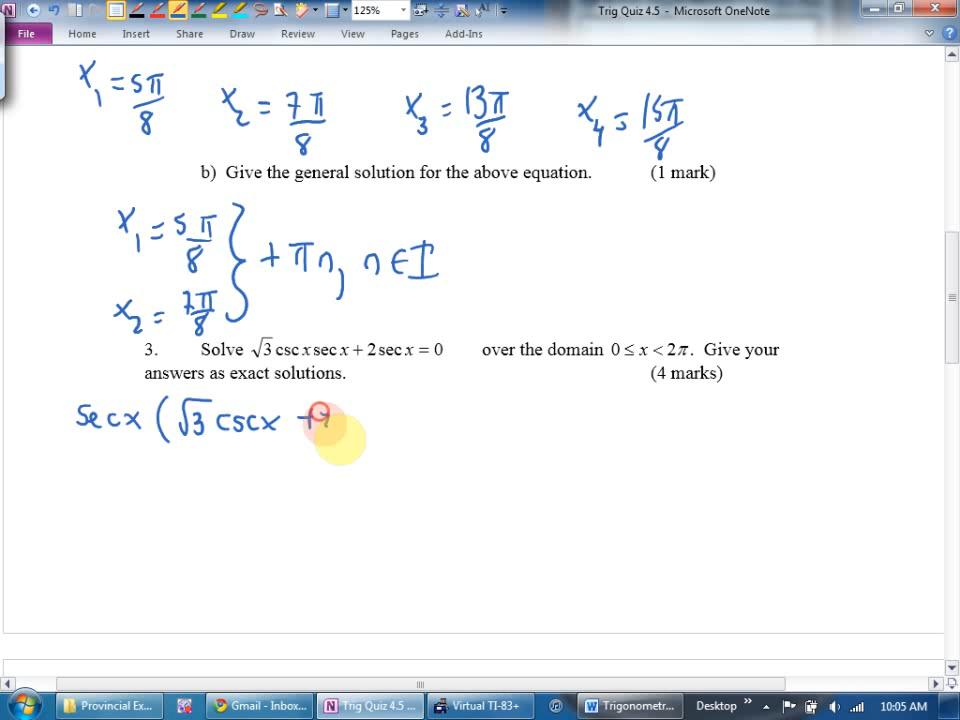 125%
Trig Quiz 4.5 - Microsoft OneNote
File Home Insert Share Draw Review View Pages Add-Ins
x₁ = 5π/8 x₂ = 7π/8 x₃ = 13π/8 x₄ = 15π/8
b) Give the general solution for the above equation. (1 mark)
x₁ = 5π/8 } + πn, n ∈ I
x₂ = 7π/8
3. Solve √3 csc x sec x + 2 sec x = 0 over the domain 0 ≤ x < 2π. Give your
answers as exact solutions. (4 marks)
sec x (√3 csc x +
Provincial Ex... Gmail - Inbox... Trig Quiz 4.5 ... Virtual TI-83+ Trigonometr... Desktop » 10:05 AM